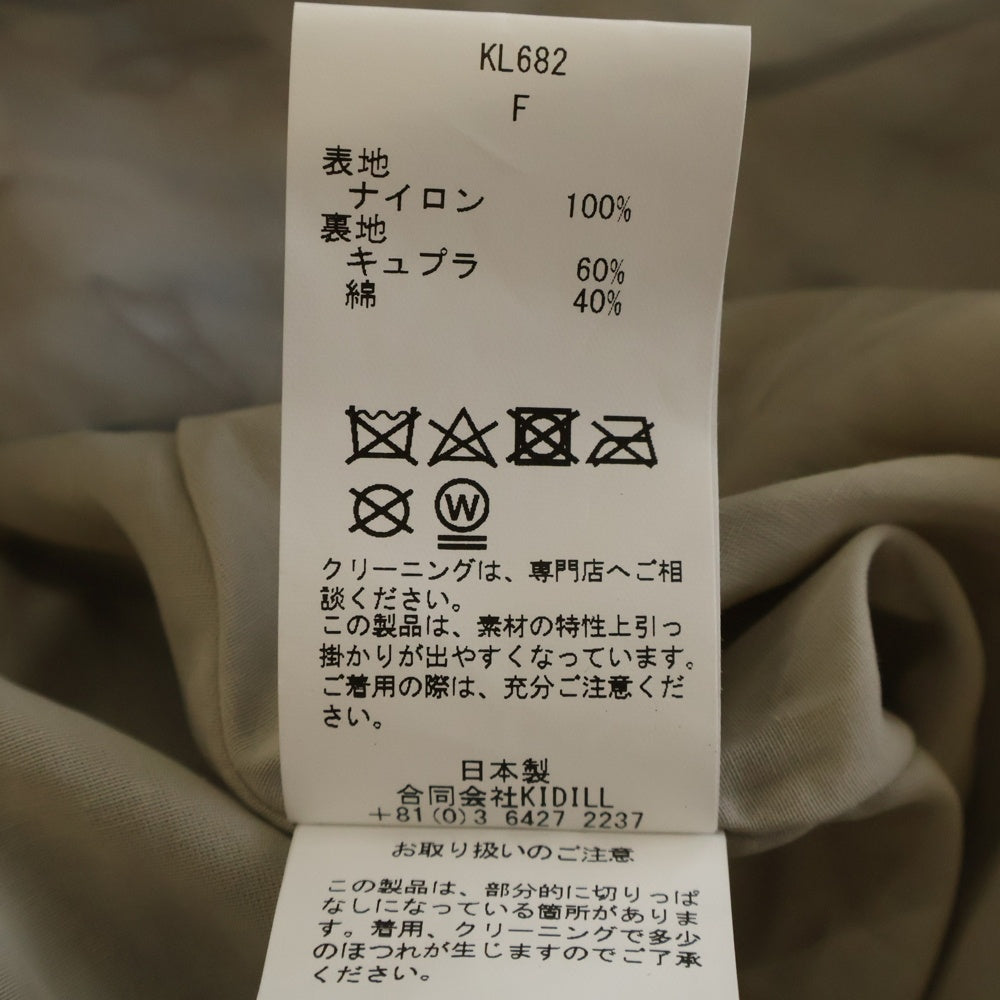 KL682
F
表地
ナイロン 100%
裏地
キュプラ 60%
綿 40%
W
クリーニングは、専門店へご相
談ください。
この製品は、素材の特性上引っ
掛かりが出やすくなっています。
ご着用の際は、充分ご注意くだ
さい。
日本製
合同会社KIDILL
+81(0)3 6427 2237
お取り扱いのご注意
この製品は、部分的に切りっぱ
なしになっている箇所がありま
す。着用、クリーニングで多少
のほつれが生じますのでご了承
ください。